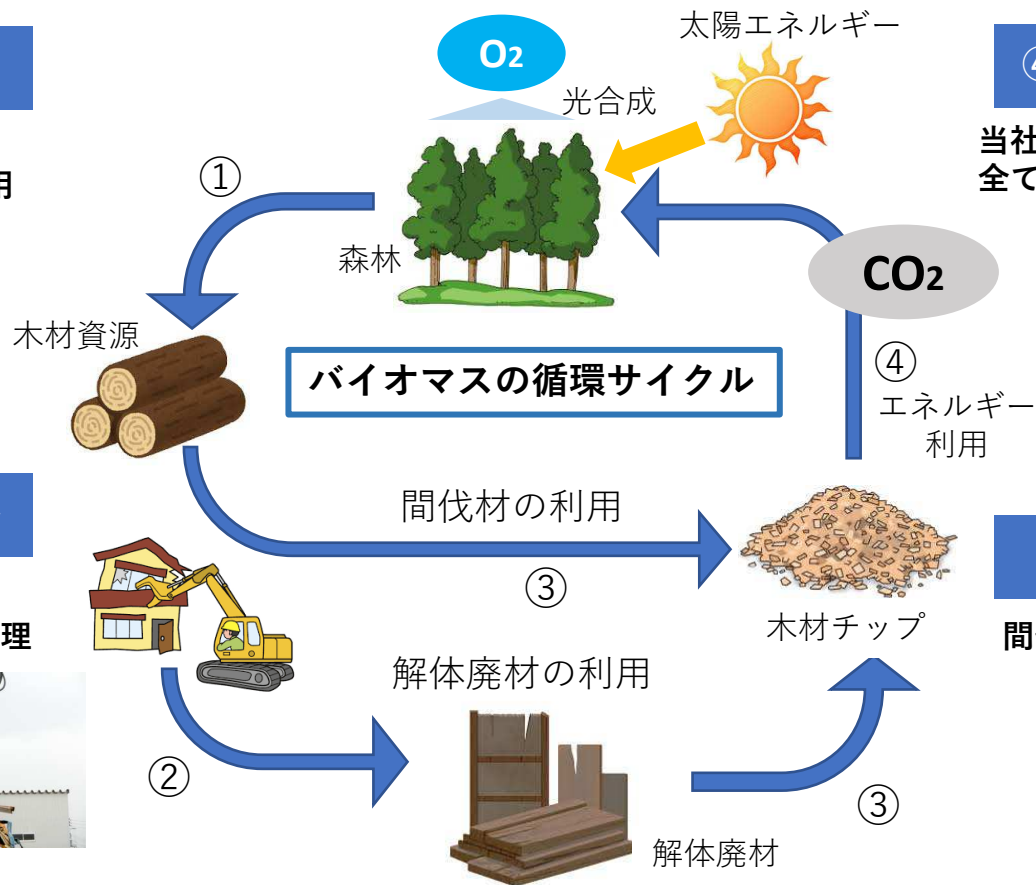 太陽エネルギー
O2
光合成
④
当社
全て
用
①
森林
CO2
木材資源
バイオマスの循環サイクル
④
エネルギー
利用
間伐材の利用
③
木材チップ
理
間
解体廃材の利用
②
③
解体廃材